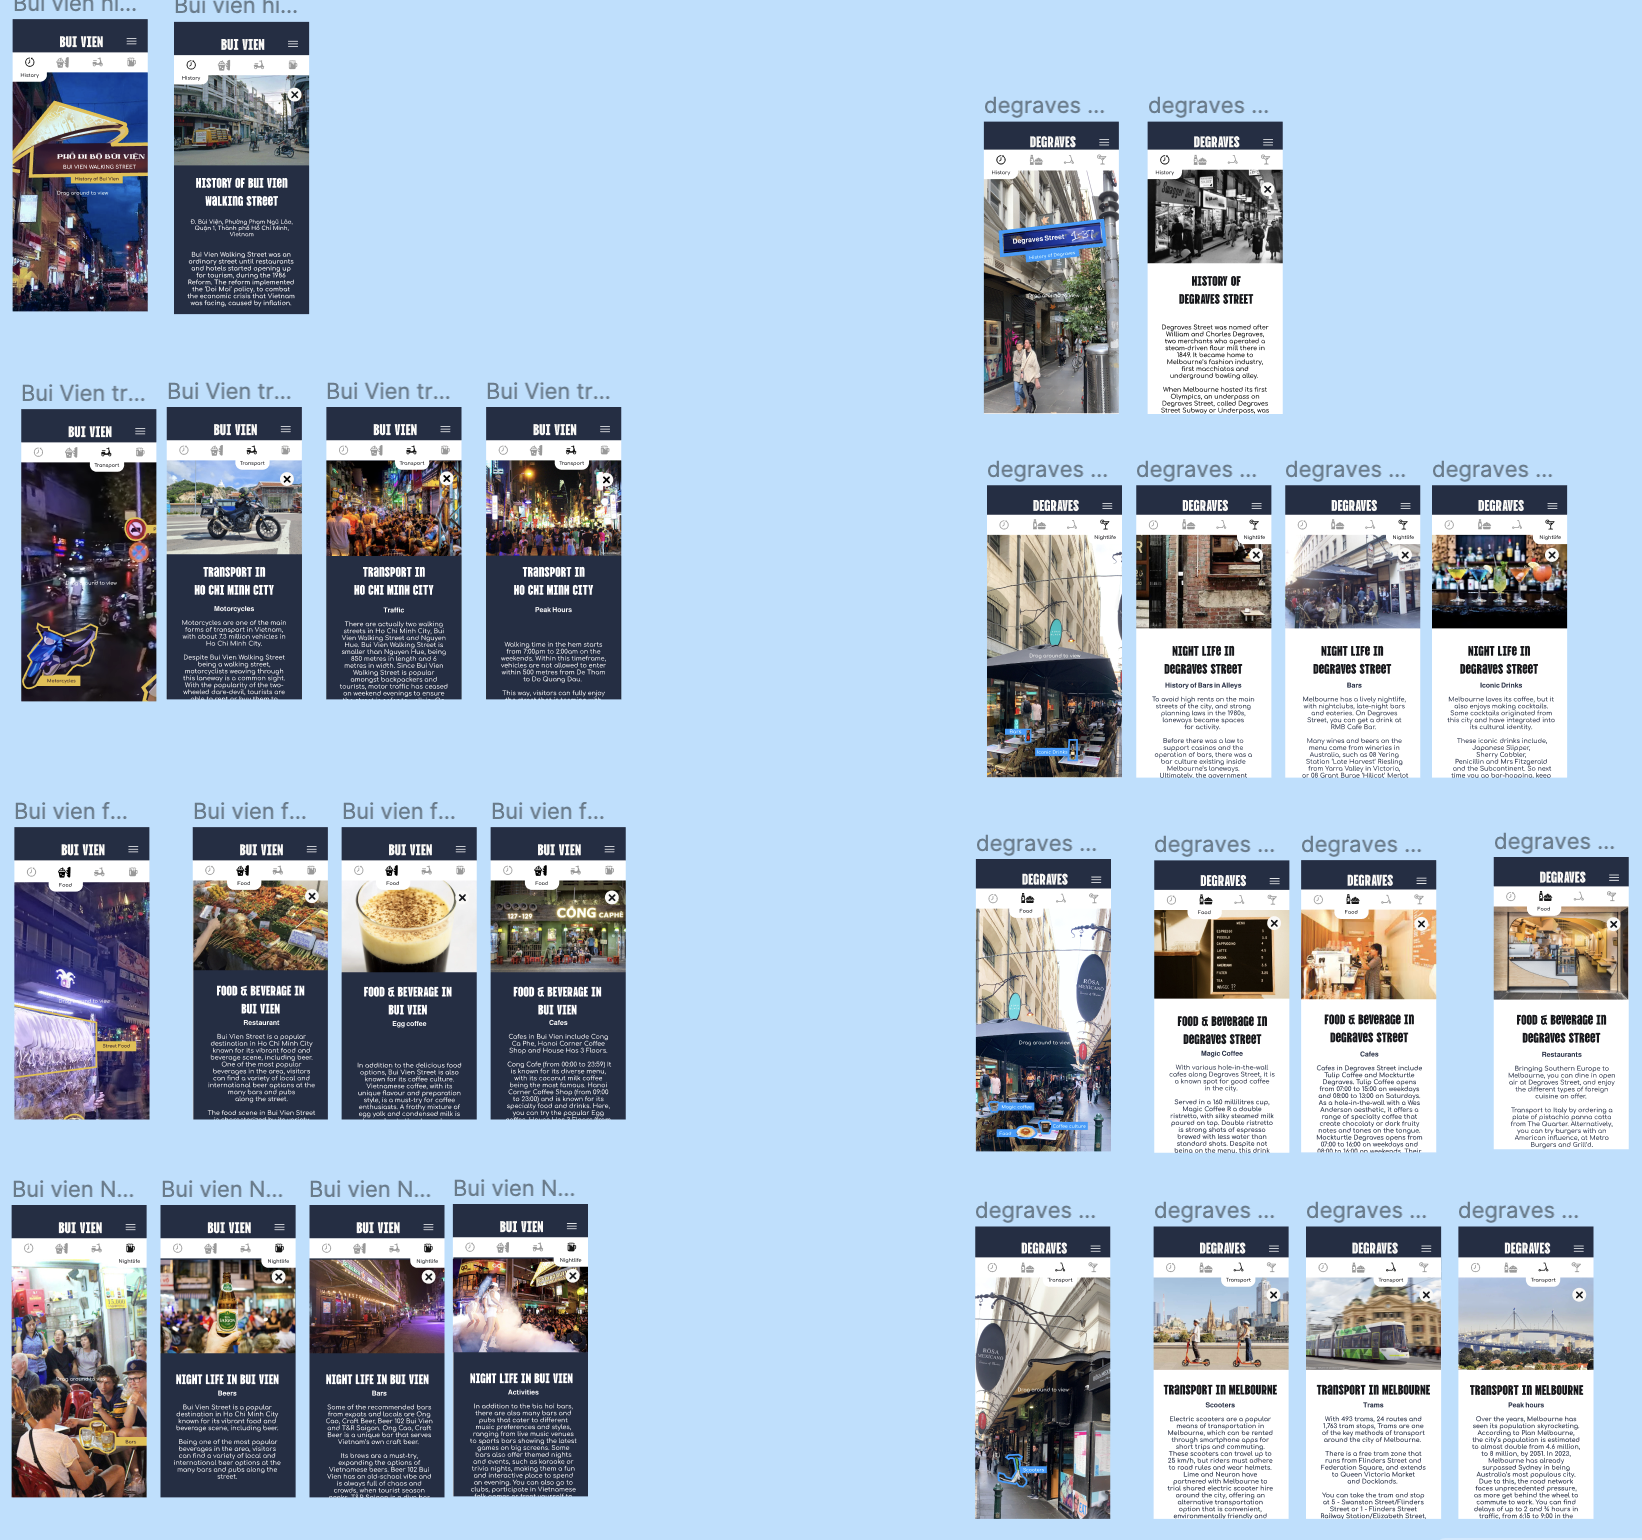 Bui vien hi...
Bui vien hi...
BUI VIEN
History
PHỐ ĐI BỘ BÙI VIỆN
BUI VIEN WALKING STREET
History of Bui Vien
Drag around to view
BUI VIEN
History
HISTORY OF BUI VIEN
WALKING STREET
Đ. Bùi Viện, Phường Phạm Ngũ Lão,
Quận 1, Thành phố Hồ Chí Minh,
Vietnam
Bui Vien Walking Street was an
ordinary street until restaurants
and hotels started opening up
for tourism, during the 1986
Reform. The reform implemented
the 'Doi Moi' policy, to combat
the economic crisis that Vietnam
was facing, caused by inflation.
degraves ...
degraves ...
DEGRAVES
History
Degraves Street
History of Degraves
DEGRAVES
History
HISTORY OF
DEGRAVES STREET
Degraves Street was named after
William and Charles Degraves,
two merchants who operated a
steam-driven flour mill there in
1849. It became home to
Melbourne's fashion industry,
first macchiatos and
underground bowling alley.
When Melbourne hosted its first
Olympics, an underpass on
Degraves Street, called Degraves
Street Subway or Underpass, was
Bui Vien tr...
Bui Vien tr...
Bui Vien tr...
Bui Vien tr...
BUI VIEN
Transport
Motorcycles
BUI VIEN
Transport
TRANSPORT IN
HO CHI MINH CITY
Motorcycles
Motorcycles are one of the main
forms of transport in Vietnam,
with about 7.3 million vehicles in
Ho Chi Minh City.
Despite Bui Vien Walking Street
being a walking street,
motorcyclists weaving through
this laneway is a common sight.
With the popularity of the two-
wheeled dare-devil, tourists are
BUI VIEN
Transport
TRANSPORT IN
HO CHI MINH CITY
Traffic
There are actually two walking
streets in Ho Chi Minh City, Bui
Vien Walking Street and Nguyen
Hue. Bui Vien Walking Street is
smaller than Nguyen Hue, being
850 metres in length and 6
metres in width. Since Bui Vien
Walking Street is popular
amongst backpackers and
tourists, motor traffic has ceased
on weekend evenings to ensure
BUI VIEN
Transport
TRANSPORT IN
HO CHI MINH CITY
Peak Hours
Walking time in the hem starts
from 7:00pm to 2:00am on the
weekends. Within this timeframe,
vehicles are not allowed to enter
within 500 metres from De Tham
to Do Quang Dau.
This way, visitors can fully enjoy
degraves ...
degraves ...
degraves ...
degraves ...
DEGRAVES
Nightlife
Drag around to view
Bars
Iconic Drinks
DEGRAVES
Nightlife
NIGHT LIFE IN
DEGRAVES STREET
History of Bars in Alleys
To avoid high rents on the main
streets of the city, and strong
planning laws in the 1980s,
laneways became spaces
for activity.
Before there was a law to
support casinos and the
operation of bars, there was a
bar culture existing inside
Melbourne's laneways.
Ultimately, the government
DEGRAVES
Nightlife
NIGHT LIFE IN
DEGRAVES STREET
Bars
Melbourne has a lively nightlife,
with nightclubs, late-night bars
and eateries. On Degraves
Street, you can get a drink at
RMB Cafe Bar.
Many wines and beers on the
menu come from wineries in
Australia, such as 08 Yering
Station 'Late Harvest' Riesling
from Yarra Valley in Victoria,
or 08 Grant Burge 'Hillcot' Merlot
DEGRAVES
Nightlife
NIGHT LIFE IN
DEGRAVES STREET
Iconic Drinks
Melbourne loves its coffee, but it
also enjoys making cocktails.
Some cocktails originated from
this city and have integrated into
its cultural identity.
These iconic drinks include,
Japanese Slipper,
Sherry Cobbler,
Penicillin and Mrs Fitzgerald
and the Subcontinent. So next
time you go bar-hopping, keep
Bui vien f...
Bui vien f...
Bui vien f...
Bui vien f...
BUI VIEN
Food
Drag around to view
Street Food
BUI VIEN
Food
FOOD & BEVERAGE IN
BUI VIEN
Restaurant
Bui Vien Street is a popular
destination in Ho Chi Minh City
known for its vibrant food and
beverage scene, including beer.
One of the most popular
beverages in the area, visitors
can find a variety of local and
international beer options at the
many bars and pubs
along the street.
The food scene in Bui Vien Street
BUI VIEN
FOOD & BEVERAGE IN
BUI VIEN
Egg coffee
In addition to the delicious food
options, Bui Vien Street is also
known for its coffee culture.
Vietnamese coffee, with its
unique flavour and preparation
style, is a must-try for coffee
enthusiasts. A frothy mixture of
egg yolk and condensed milk is
BUI VIEN
Food
127-129
CỘNG CAPHÊ
FOOD & BEVERAGE IN
BUI VIEN
Cafes
Cafes in Bui Vien include Cong
Ca Phe, Hanoi Corner Coffee
Shop and House Has 3 Floors.
Cong Cafe (from 00:00 to 23:59) it
is known for its diverse menu,
with its coconut milk coffee
being the most famous. Hanoi
Corner Coffee Shop (from 09:00
to 23:00) and is known for its
specialty food and drinks. Here,
you can try the popular Egg
degraves ...
degraves ...
degraves ...
degraves ...
DEGRAVES
Food
ROSA
MEXICANO
Drag around to view
Magic coffee
Food
Coffee culture
DEGRAVES
Food
MENU
FOOD & BEVERAGE IN
DEGRAVES STREET
Magic Coffee
With various hole-in-the-wall
cafes along Degraves Street, it is
a known spot for good coffee
in the city.
Served in a 160 millilitres cup,
Magic Coffee R a double
ristretto, with silky steamed milk
poured on top. Double ristretto
is strong shots of espresso
brewed with less water than
standard shots. Despite not
being on the menu, this drink
DEGRAVES
Food
FOOD & BEVERAGE IN
DEGRAVES STREET
Cafes
Cafes in Degraves Street include
Tulip Coffee and Mockturtle
Degraves. Tulip Coffee opens
from 07:00 to 15:00 on weekdays
and 08:00 to 13:00 on Saturdays.
As a hole-in-the-wall with a Wes
Anderson aesthetic, it offers a
range of specialty coffee that
create chocolaty or dark fruity
notes and tones on the tongue.
Mockturtle Degraves opens from
07:00 to 16:00 on weekdays and
08:00 to 16:00 on weekends. Their
DEGRAVES
Food
FOOD & BEVERAGE IN
DEGRAVES STREET
Restaurants
Bringing Southern Europe to
Melbourne, you can dine in open
air at Degraves Street, and enjoy
the different types of foreign
cuisine on offer.
Transport to Italy by ordering a
plate of pistachio panna cotta
from The Quarter. Alternatively,
you can try burgers with an
American influence, at Metro
Burgers and Grill'd.
Bui vien N...
Bui vien N...
Bui vien N...
Bui vien N...
BUI VIEN
Nightlife
15.000
Bars
BUI VIEN
Nightlife
NIGHT LIFE IN BUI VIEN
Beers
Bui Vien Street is a popular
destination in Ho Chi Minh City
known for its vibrant food and
beverage scene, including beer.
Being one of the most popular
beverages in the area, visitors
can find a variety of local and
international beer options at the
many bars and pubs along the
street.
BUI VIEN
Nightlife
NIGHT LIFE IN BUI VIEN
Bars
Some of the recommended bars
from expats and locals are Ong
Cao, Craft Beer, Beer 102 Bui Vien
and T&R Saigon. Ong Cao, Craft
Beer is a unique bar that serves
Vietnam's own craft beer.
Its brews are a must-try,
expanding the options of
Vietnamese beers. Beer 102 Bui
Vien has an old-school vibe and
is always full of chaos and
crowds, when tourist season
BUI VIEN
Nightlife
NIGHT LIFE IN BUI VIEN
Activities
In addition to the bia hoi bars,
there are also many bars and
pubs that cater to different
music preferences and styles,
ranging from live music venues
to sports bars showing the latest
games on big screens. Some
bars also offer themed nights
and events, such as karaoke or
trivia nights, making them a fun
and interactive place to spend
an evening. You can also go to
clubs, participate in Vietnamese
degraves ...
degraves ...
degraves ...
degraves ...
DEGRAVES
Transport
ROSA
MEXICANO
Drag around to view
Scooters
DEGRAVES
Transport
TRANSPORT IN MELBOURNE
Scooters
Electric scooters are a popular
means of transportation in
Melbourne, which can be rented
through smartphone apps for
short trips and commuting.
These scooters can travel up to
25 km/h, but riders must adhere
to road rules and wear helmets.
Lime and Neuron have
partnered with Melbourne to
trial shared electric scooter hire
around the city, offering an
alternative transportation
option that is convenient,
environmentally friendly and
DEGRAVES
Transport
TRANSPORT IN MELBOURNE
Trams
With 493 trams, 24 routes and
1,763 tram stops, Trams are one
of the key methods of transport
around the city of Melbourne.
There is a free tram zone that
runs from Flinders Street and
Federation Square, and extends
to Queen Victoria Market
and Docklands.
You can take the tram and stop
at 5 - Swanston Street/Flinders
Street or 1 - Flinders Street
Railway Station/Elizabeth Street,
DEGRAVES
Transport
TRANSPORT IN MELBOURNE
Peak hours
Over the years, Melbourne has
seen its population skyrocketing.
According to Plan Melbourne,
the city's population is estimated
to almost double from 4.6 million,
to 8 million, by 2051. In 2023,
Melbourne has already
surpassed Sydney in being
Australia's most populous city.
Due to this, the road network
faces unprecedented pressure,
as more get behind the wheel to
commute to work. You can find
delays of up to 2 and ¾ hours in
traffic, from 6:15 to 9:00 in the